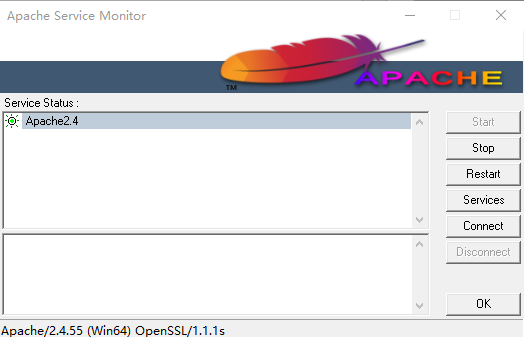 Apache Service Monitor
TM
APACHE
Service Status :
Apache2.4
Start
Stop
Restart
Services
Connect
Disconnect
OK
Apache/2.4.55 (Win64) OpenSSL/1.1.1s